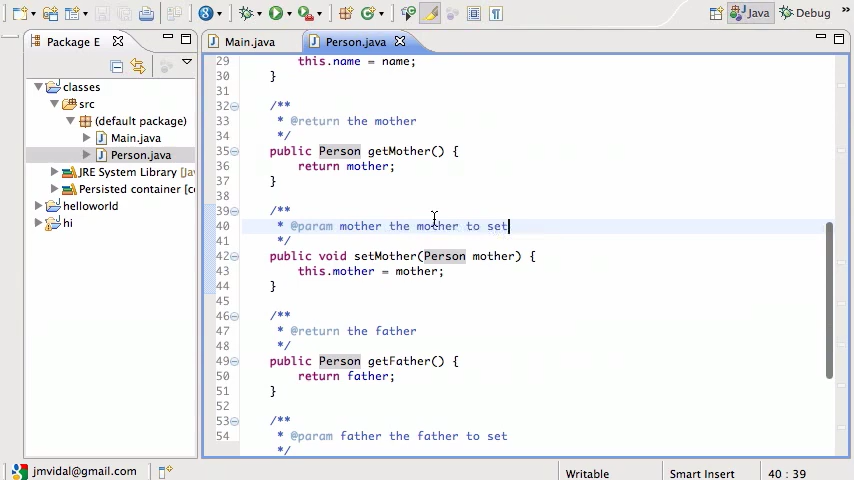 Java
Debug
Package E
Main.java
Person.java
classes
src
(default package)
Main.java
Person.java
JRE System Library [Jav
Persisted container [cc
helloworld
hi
29 this.name = name;
30 }
31
32 /**
33 * @return the mother
34 */
35 public Person getMother() {
36 return mother;
37 }
38
39 /**
40 * @param mother the mother to set
41 */
42 public void setMother(Person mother) {
43 this.mother = mother;
44 }
45
46 /**
47 * @return the father
48 */
49 public Person getFather() {
50 return father;
51 }
52
53 /**
54 * @param father the father to set
*/
jmvidal@gmail.com
Writable
Smart Insert
40 : 39